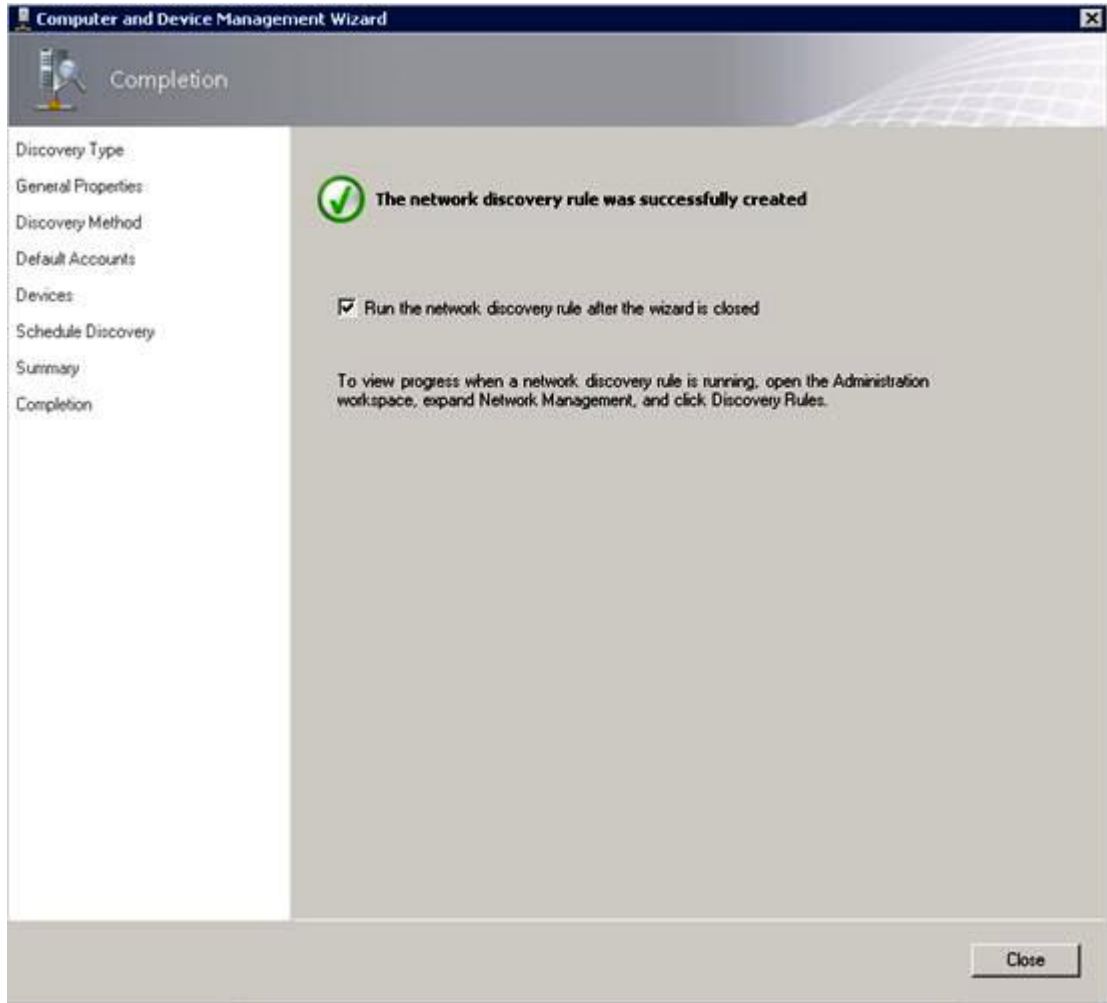 Computer and Device Management Wizard
Completion
Discovery Type
General Properties
Discovery Method
Default Accounts
Devices
Schedule Discovery
Summary
Completion
The network discovery rule was successfully created
Run the network discovery rule after the wizard is closed
To view progress when a network discovery rule is running, open the Administration
workspace, expand Network Management, and click Discovery Rules.
Close